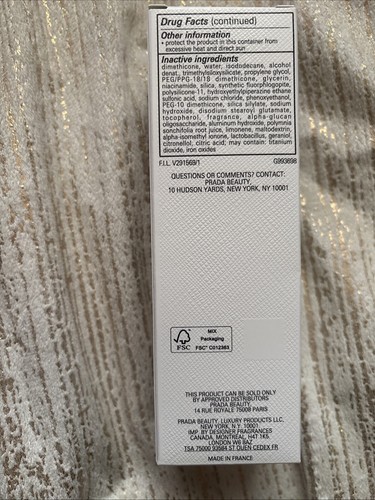 Drug Facts (continued)
Other information
• protect the product in this container from
excessive heat and direct sun
Inactive ingredients
dimethicone, water, isododecane, alcohol
denat., trimethylsiloxysilicate, propylene glycol,
PEG/PPG-18/18 dimethicone, glycerin,
niacinamide, silica, synthetic fluorphlogopite,
polysilicone-11, hydroxyethylpiperazine ethane
sulfonic acid, sodium chloride, phenoxyethanol,
PEG-10 dimethicone, silica silylate, sodium
hydroxide, disodium stearoyl glutamate,
tocopherol, fragrance, alpha-glucan
oligosaccharide, aluminum hydroxide, polymnia
sonchifolia root juice, limonene, maltodextrin,
alpha-isomethyl ionone, lactobacillus, geraniol,
citronellol, citric acid; may contain: titanium
dioxide, iron oxides
F.I.L. V291569/1 G993698
QUESTIONS OR COMMENTS? CONTACT:
PRADA BEAUTY,
10 HUDSON YARDS, NEW YORK, NY 10001
FSC
MIX
Packaging
FSC® C012363
THIS PRODUCT CAN BE SOLD ONLY
BY APPROVED DISTRIBUTORS
PRADA BEAUTY,
14 RUE ROYALE 75008 PARIS
PRADA BEAUTY, LUXURY PRODUCTS LLC,
NEW YORK, N.Y. 10001
IMP. BY DESIGNER FRAGRANCES
CANADA, MONTREAL, H4T 1K5
LONDON W8 8AZ
TSA 75000 93584 ST OUEN CEDEX FR
MADE IN FRANCE